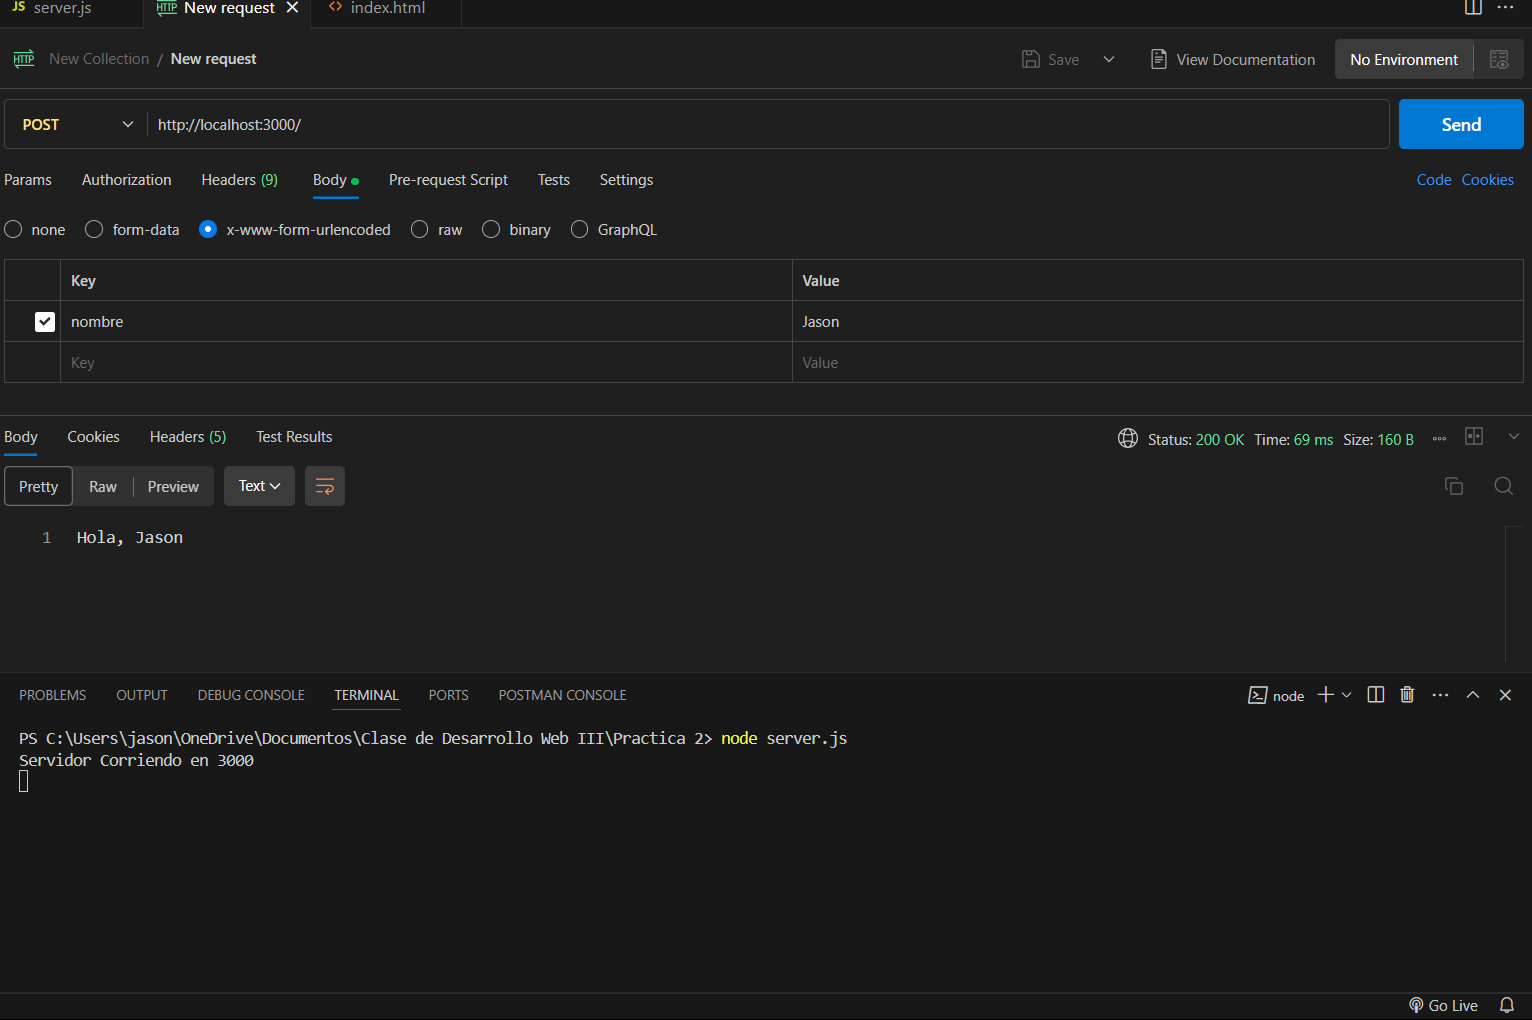 JS server.js HTTP New request index.html
HTTP New Collection / New request Save View Documentation No Environment
POST http://localhost:3000/ Send
Params Authorization Headers (9) Body Pre-request Script Tests Settings Code Cookies
none form-data x-www-form-urlencoded raw binary GraphQL
Key Value
nombre Jason
Key Value
Body Cookies Headers (5) Test Results Status: 200 OK Time: 69 ms Size: 160 B
Pretty Raw Preview Text
1 Hola, Jason
PROBLEMS OUTPUT DEBUG CONSOLE TERMINAL PORTS POSTMAN CONSOLE node
PS C:\Users\jason\OneDrive\Documentos\Clase de Desarrollo Web III\Practica 2> node server.js
Servidor Corriendo en 3000
Go Live